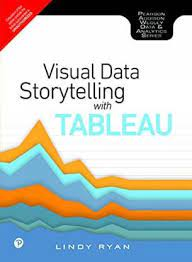 PEARSON
ADDISON
WESLEY
DATA &
ANALYTICS
SERIES
Visual Data
Storytelling
with
TABLEAU
LINDY RYAN